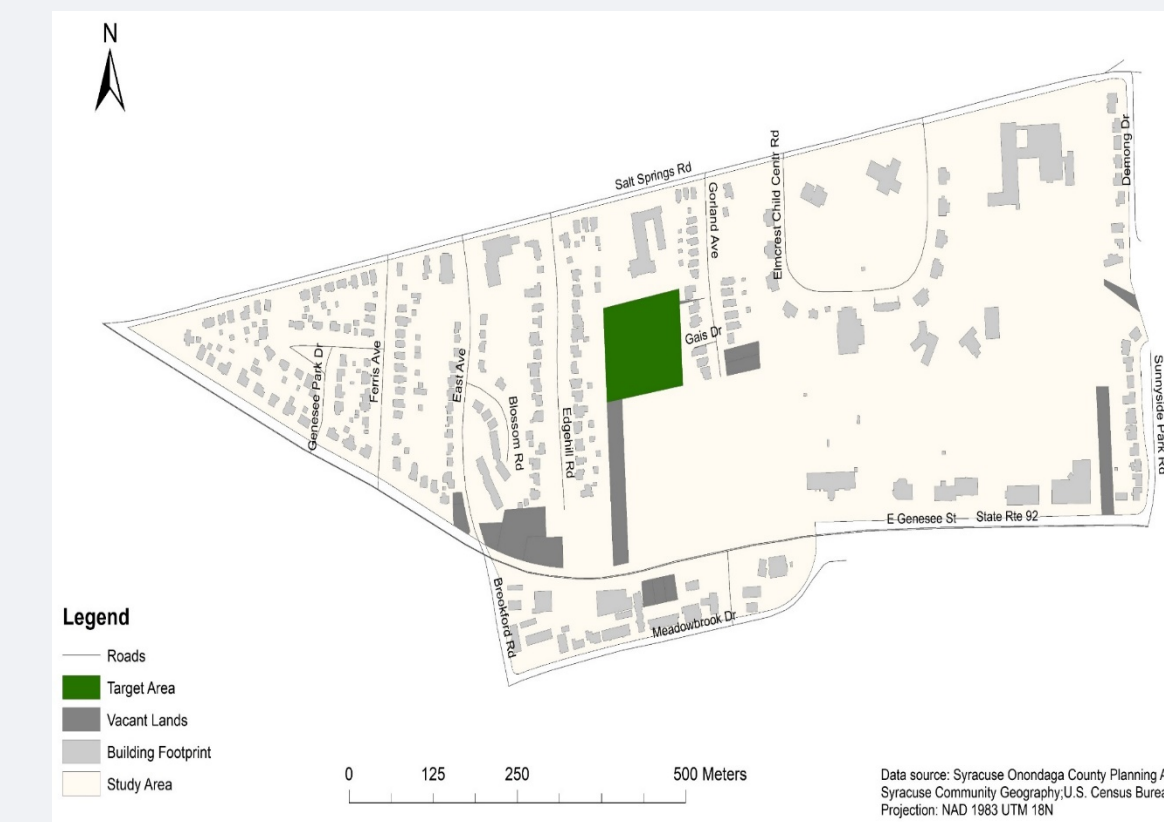 N
Salt Springs Rd
Gorland Ave
Elmcrest Child Centr Rd
Demong Dr
Gais Dr
Genesee Park Dr
Ferris Ave
East Ave
Blossom Rd
Edgehill Rd
Sunnyside Park Rd
E Genesee St State Rte 92
Brookford Rd
Meadowbrook Dr
Legend
Roads
Target Area
Vacant Lands
Building Footprint
Study Area
0 125 250 500 Meters
Data source: Syracuse Onondaga County Planning A
Syracuse Community Geography;U.S. Census Burea
Projection: NAD 1983 UTM 18N